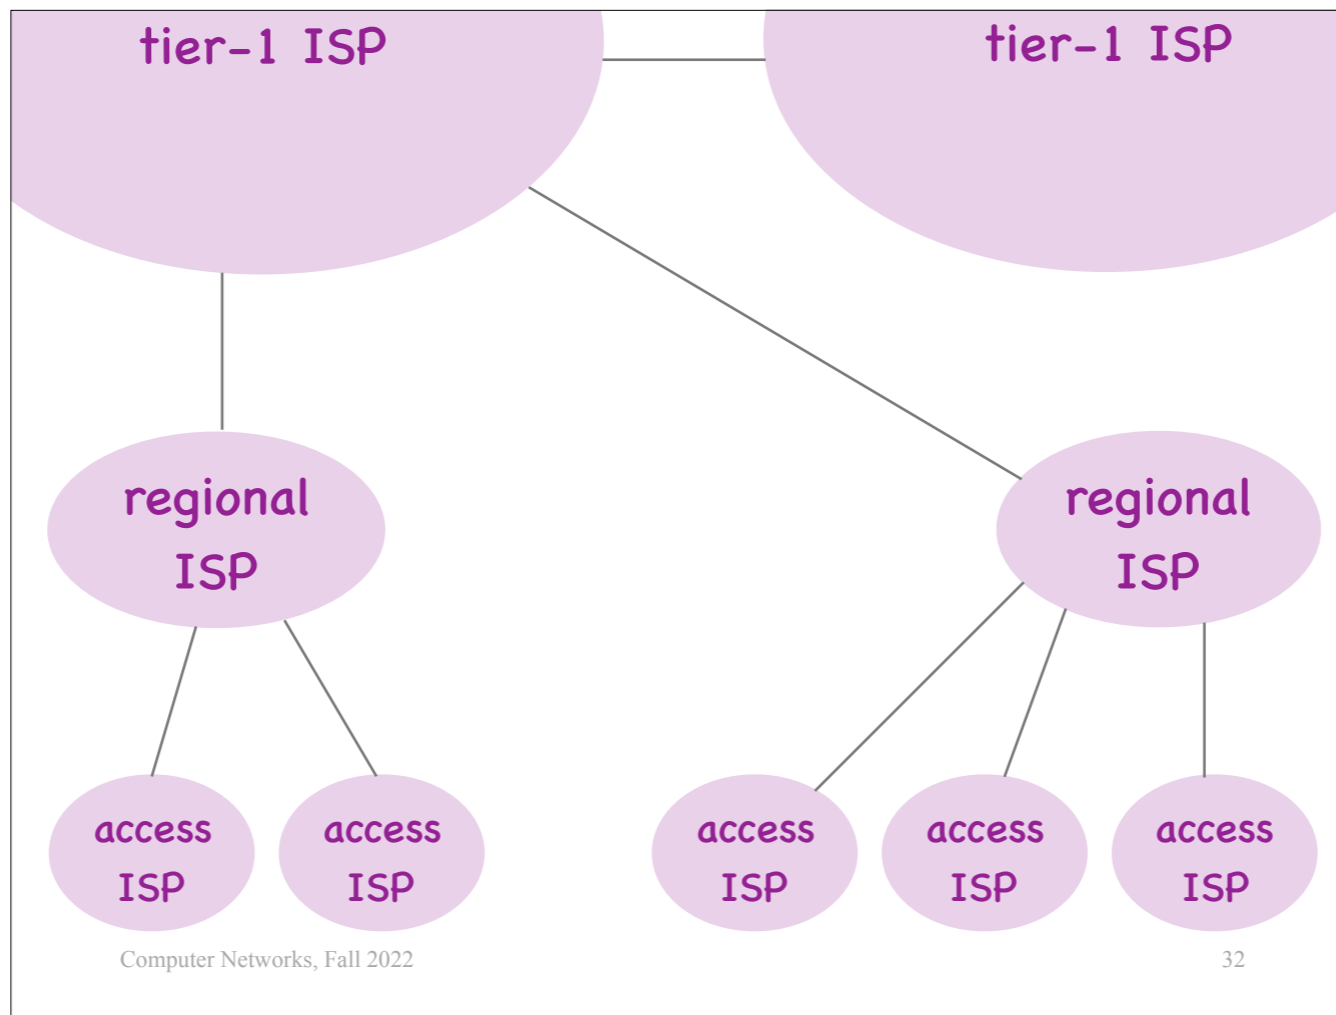 tier-1 ISP
tier-1 ISP
regional
ISP
regional
ISP
access
ISP
access
ISP
access
ISP
access
ISP
access
ISP
Computer Networks, Fall 2022
32